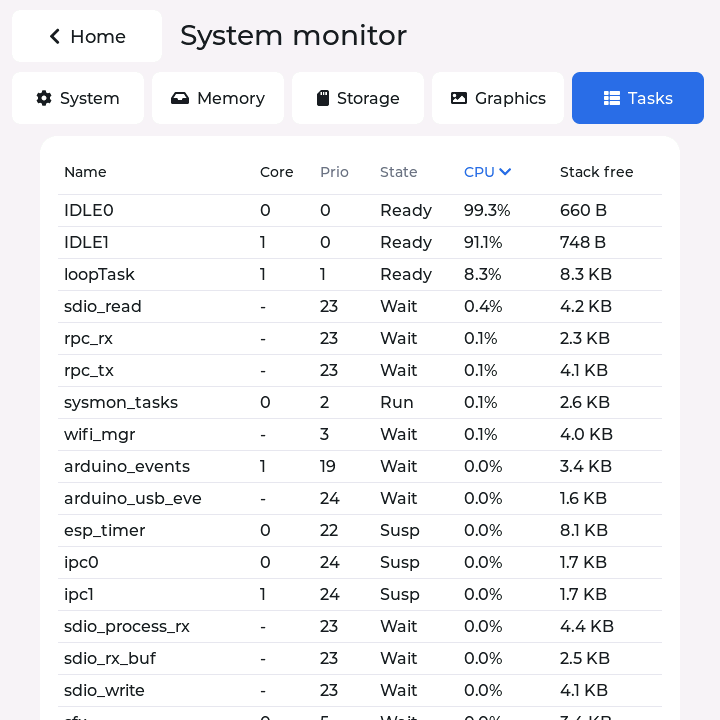 Home System monitor
System Memory Storage Graphics Tasks
Name Core Prio State CPU Stack free
IDLE0 0 0 Ready 99.3% 660 B
IDLE1 1 0 Ready 91.1% 748 B
loopTask 1 1 Ready 8.3% 8.3 KB
sdio_read - 23 Wait 0.4% 4.2 KB
rpc_rx - 23 Wait 0.1% 2.3 KB
rpc_tx - 23 Wait 0.1% 4.1 KB
sysmon_tasks 0 2 Run 0.1% 2.6 KB
wifi_mgr - 3 Wait 0.1% 4.0 KB
arduino_events 1 19 Wait 0.0% 3.4 KB
arduino_usb_eve - 24 Wait 0.0% 1.6 KB
esp_timer 0 22 Susp 0.0% 8.1 KB
ipc0 0 24 Susp 0.0% 1.7 KB
ipc1 1 24 Susp 0.0% 1.7 KB
sdio_process_rx - 23 Wait 0.0% 4.4 KB
sdio_rx_buf - 23 Wait 0.0% 2.5 KB
sdio_write - 23 Wait 0.0% 4.1 KB